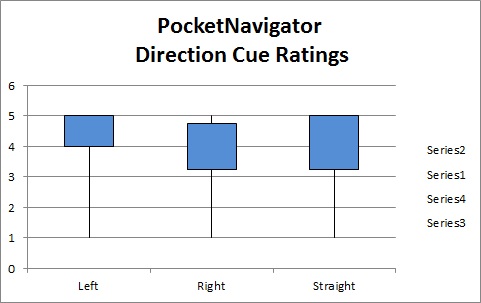 PocketNavigator
Direction Cue Ratings
6
5
4
3
2
1
0
Left
Right
Straight
Series2
Series1
Series4
Series3